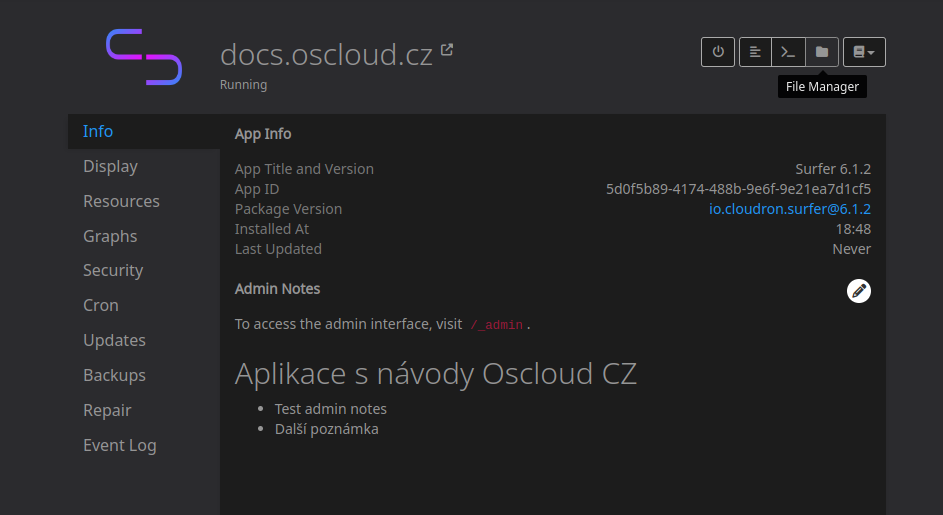 docs.oscloud.cz
Running
File Manager
Info
Display
Resources
Graphs
Security
Cron
Updates
Backups
Repair
Event Log
App Info
App Title and Version Surfer 6.1.2
App ID 5d0f5b89-4174-488b-9e6f-9e21ea7d1cf5
Package Version io.cloudron.surfer@6.1.2
Installed At 18:48
Last Updated Never
Admin Notes
To access the admin interface, visit /_admin .
Aplikace s návody Oscloud CZ
• Test admin notes
• Další poznámka